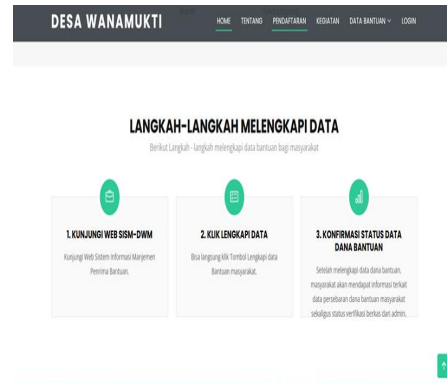 DESA WANAMUKTI
HOME TENTANG PENDAFTARAN KEGIATAN DATA BANTUAN LOGIN
LANGKAH-LANGKAH MELENGKAPI DATA
Berikut Langkah - langkah melengkapi data bantuan bagi masyarakat
1. KUNJUNGI WEB SISM-DWM
Kunjungi Web Sistem Informasi Manjemen
Penrima Bantuan.
2. KLIK LENGKAPI DATA
Bisa langsung klik Tombol Lengkapi data
Bantuan masyarakat.
3. KONFIRMASI STATUS DATA
DANA BANTUAN
Setelah melengkapi data dana bantuan,
masyarakat akan mendapat informasi terkait
data persebaran dana bantuan masyarakat
sekaligus status verifikasi berkas dari admin.